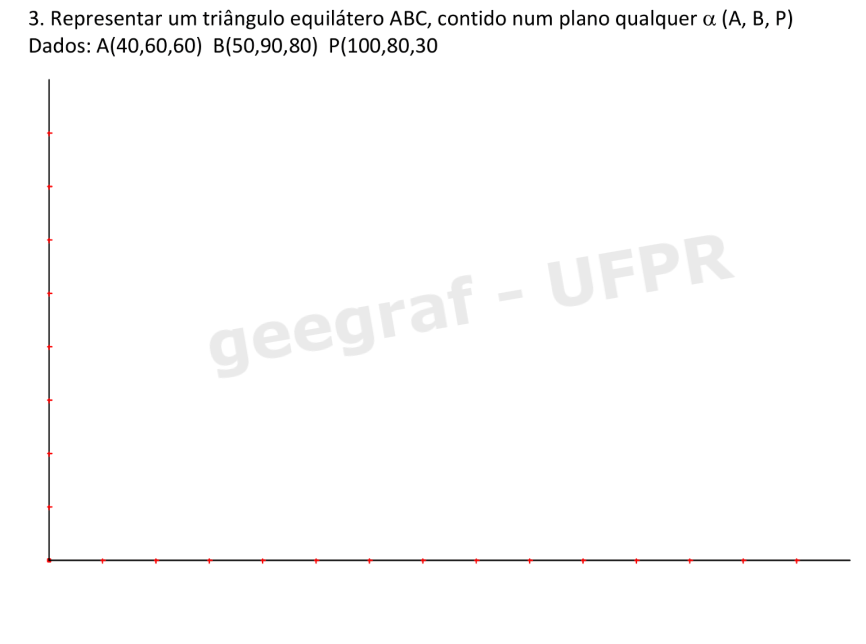 3. Representar um triângulo equilátero ABC, contido num plano qualquer α (A, B, P)
Dados: A(40,60,60) B(50,90,80) P(100,80,30
geegraf - UFPR